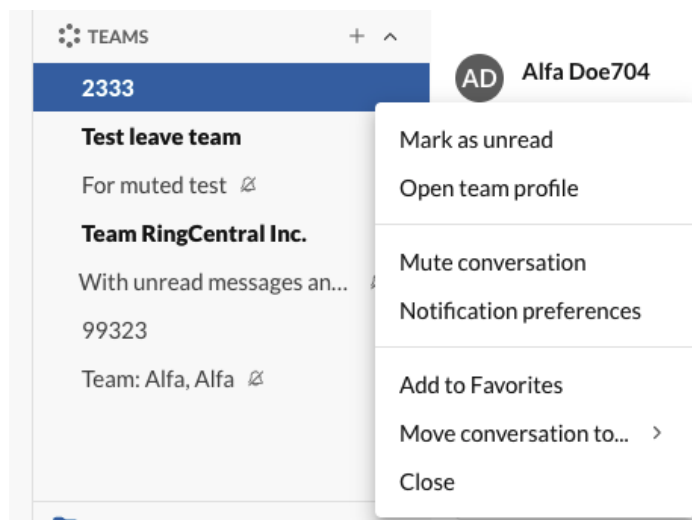 TEAMS
2333
Test leave team
For muted test
Team RingCentral Inc.
With unread messages an...
99323
Team: Alfa, Alfa
AD
Alfa Doe704
Mark as unread
Open team profile
Mute conversation
Notification preferences
Add to Favorites
Move conversation to...
Close